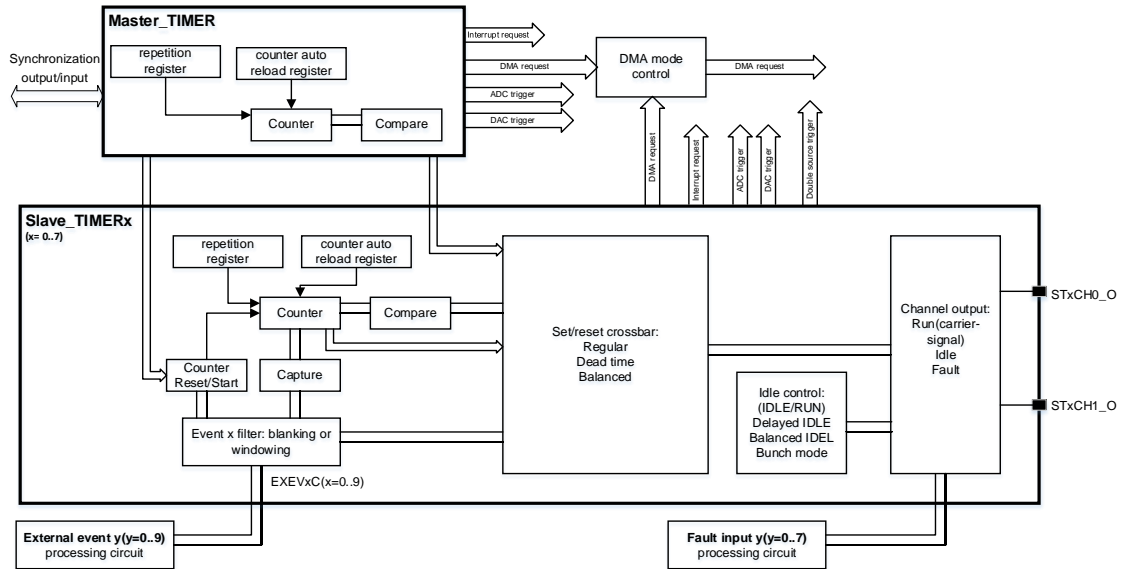 Master_TIMER
Synchronization
output/input
repetition
register
counter auto
reload register
Counter
Compare
Interrupt request
DMA request
ADC trigger
DAC trigger
DMA mode
control
DMA request
DMA request
Interrupt request
ADC trigger
DAC trigger
Double source trigger
Slave_TIMERx
(x= 0..7)
repetition
register
counter auto
reload register
Counter
Compare
Counter
Reset/Start
Capture
Event x filter: blanking or
windowing
EXEVxC(x=0..9)
Set/reset crossbar:
Regular
Dead time
Balanced
Idle control:
(IDLE/RUN)
Delayed IDLE
Balanced IDEL
Bunch mode
Channel output:
Run(carrier-
signal)
Idle
Fault
STxCH0_O
STxCH1_O
External event y(y=0..9)
processing circuit
Fault input y(y=0..7)
processing circuit